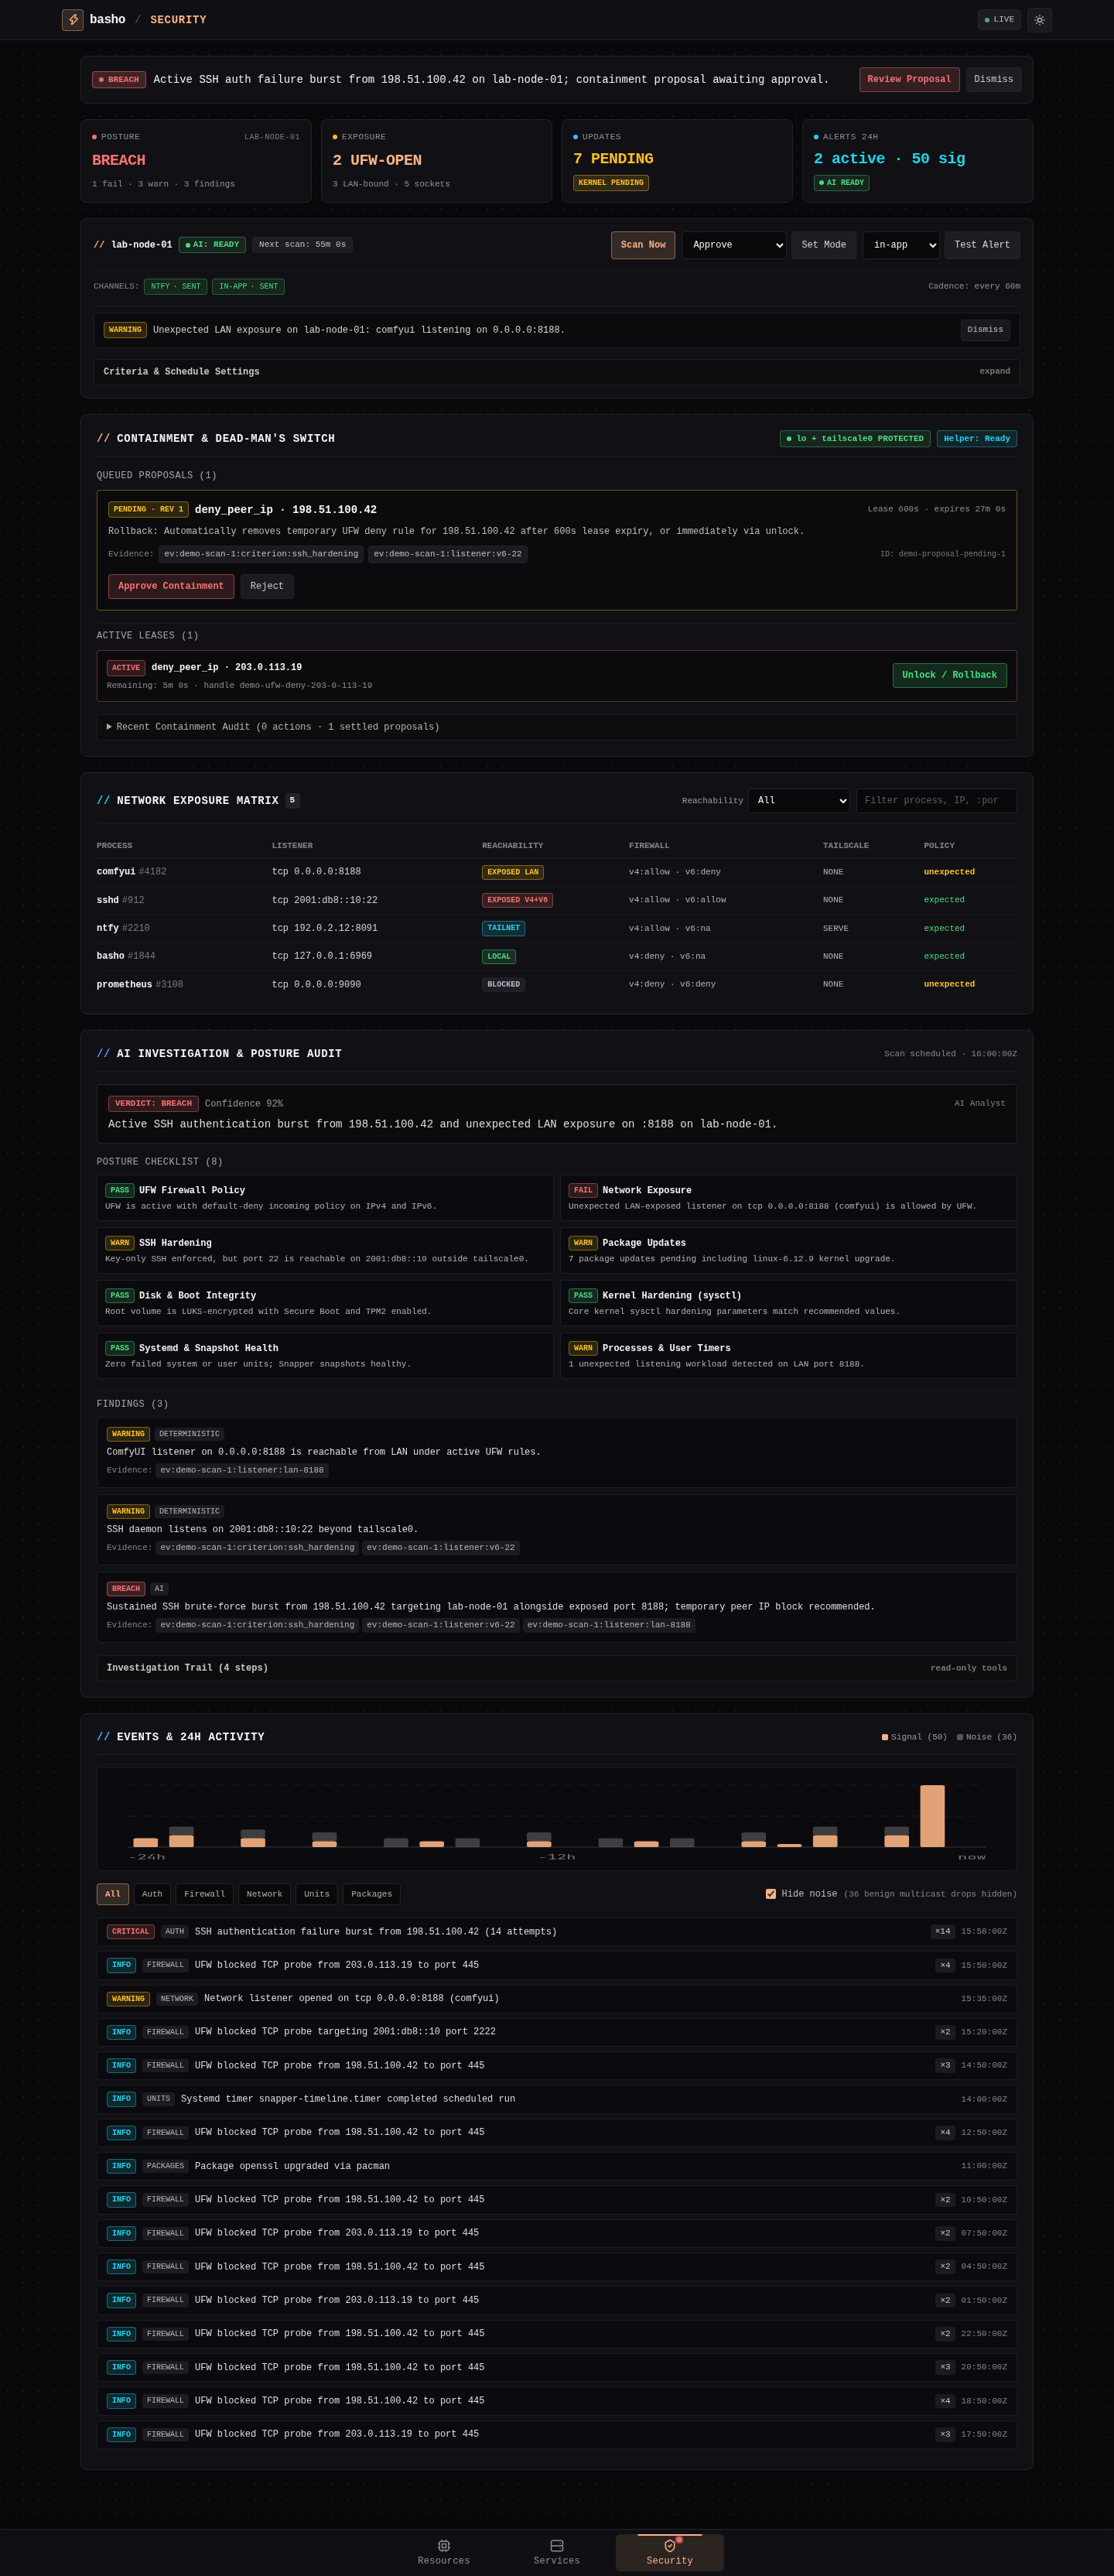 basho / SECURITY LIVE
BREACH Active SSH auth failure burst from 198.51.100.42 on lab-node-01; containment proposal awaiting approval. Review Proposal Dismiss
POSTURE LAB-NODE-01
BREACH
1 fail · 3 warn · 3 findings
EXPOSURE
2 UFW-OPEN
3 LAN-bound · 5 sockets
UPDATES
7 PENDING
KERNEL PENDING
ALERTS 24H
2 active · 50 sig
AI READY
// lab-node-01 AI: READY Next scan: 55m 0s Scan Now Approve Set Mode in-app Test Alert
CHANNELS: NTFY · SENT IN-APP · SENT Cadence: every 60m
WARNING Unexpected LAN exposure on lab-node-01: comfyui listening on 0.0.0.0:8188. Dismiss
Criteria & Schedule Settings expand
// CONTAINMENT & DEAD-MAN'S SWITCH lo + tailscale0 PROTECTED Helper: Ready
QUEUED PROPOSALS (1)
PENDING · REV 1 deny_peer_ip · 198.51.100.42 Lease 600s · expires 27m 0s
Rollback: Automatically removes temporary UFW deny rule for 198.51.100.42 after 600s lease expiry, or immediately via unlock.
Evidence: ev:demo-scan-1:criterion:ssh_hardening ev:demo-scan-1:listener:v6-22 ID: demo-proposal-pending-1
Approve Containment Reject
ACTIVE LEASES (1)
ACTIVE deny_peer_ip · 203.0.113.19
Remaining: 5m 0s · handle demo-ufw-deny-203-0-113-19 Unlock / Rollback
Recent Containment Audit (0 actions · 1 settled proposals)
// NETWORK EXPOSURE MATRIX 5 Reachability All Filter process, IP, :por
PROCESS LISTENER REACHABILITY FIREWALL TAILSCALE POLICY
comfyui #4182 tcp 0.0.0.0:8188 EXPOSED LAN v4:allow · v6:deny NONE unexpected
sshd #912 tcp 2001:db8::10:22 EXPOSED V4+V6 v4:allow · v6:allow NONE expected
ntfy #2210 tcp 192.0.2.12:8091 TAILNET v4:allow · v6:na SERVE expected
basho #1844 tcp 127.0.0.1:6969 LOCAL v4:deny · v6:na NONE expected
prometheus #3108 tcp 0.0.0.0:9090 BLOCKED v4:deny · v6:deny NONE unexpected
// AI INVESTIGATION & POSTURE AUDIT Scan scheduled · 16:00:00Z
VERDICT: BREACH Confidence 92% AI Analyst
Active SSH authentication burst from 198.51.100.42 and unexpected LAN exposure on :8188 on lab-node-01.
POSTURE CHECKLIST (8)
PASS UFW Firewall Policy
UFW is active with default-deny incoming policy on IPv4 and IPv6.
FAIL Network Exposure
Unexpected LAN-exposed listener on tcp 0.0.0.0:8188 (comfyui) is allowed by UFW.
WARN SSH Hardening
Key-only SSH enforced, but port 22 is reachable on 2001:db8::10 outside tailscale0.
WARN Package Updates
7 package updates pending including linux-6.12.9 kernel upgrade.
PASS Disk & Boot Integrity
Root volume is LUKS-encrypted with Secure Boot and TPM2 enabled.
PASS Kernel Hardening (sysctl)
Core kernel sysctl hardening parameters match recommended values.
PASS Systemd & Snapshot Health
Zero failed system or user units; Snapper snapshots healthy.
WARN Processes & User Timers
1 unexpected listening workload detected on LAN port 8188.
FINDINGS (3)
WARNING DETERMINISTIC
ComfyUI listener on 0.0.0.0:8188 is reachable from LAN under active UFW rules.
Evidence: ev:demo-scan-1:listener:lan-8188
WARNING DETERMINISTIC
SSH daemon listens on 2001:db8::10:22 beyond tailscale0.
Evidence: ev:demo-scan-1:criterion:ssh_hardening ev:demo-scan-1:listener:v6-22
BREACH AI
Sustained SSH brute-force burst from 198.51.100.42 targeting lab-node-01 alongside exposed port 8188; temporary peer IP block recommended.
Evidence: ev:demo-scan-1:criterion:ssh_hardening ev:demo-scan-1:listener:v6-22 ev:demo-scan-1:listener:lan-8188
Investigation Trail (4 steps) read-only tools
// EVENTS & 24H ACTIVITY Signal (50) Noise (36)
-24h -12h now
All Auth Firewall Network Units Packages Hide noise (36 benign multicast drops hidden)
CRITICAL AUTH SSH authentication failure burst from 198.51.100.42 (14 attempts) ×14 15:58:00Z
INFO FIREWALL UFW blocked TCP probe from 203.0.113.19 to port 445 ×4 15:50:00Z
WARNING NETWORK Network listener opened on tcp 0.0.0.0:8188 (comfyui) 15:35:00Z
INFO FIREWALL UFW blocked TCP probe targeting 2001:db8::10 port 2222 ×2 15:20:00Z
INFO FIREWALL UFW blocked TCP probe from 198.51.100.42 to port 445 ×3 14:50:00Z
INFO UNITS Systemd timer snapper-timeline.timer completed scheduled run 14:00:00Z
INFO FIREWALL UFW blocked TCP probe from 198.51.100.42 to port 445 ×4 12:50:00Z
INFO PACKAGES Package openssl upgraded via pacman 11:00:00Z
INFO FIREWALL UFW blocked TCP probe from 198.51.100.42 to port 445 ×2 10:50:00Z
INFO FIREWALL UFW blocked TCP probe from 203.0.113.19 to port 445 ×2 07:50:00Z
INFO FIREWALL UFW blocked TCP probe from 198.51.100.42 to port 445 ×2 04:50:00Z
INFO FIREWALL UFW blocked TCP probe from 203.0.113.19 to port 445 ×2 01:50:00Z
INFO FIREWALL UFW blocked TCP probe from 198.51.100.42 to port 445 ×2 22:50:00Z
INFO FIREWALL UFW blocked TCP probe from 198.51.100.42 to port 445 ×3 20:50:00Z
INFO FIREWALL UFW blocked TCP probe from 198.51.100.42 to port 445 ×4 18:50:00Z
INFO FIREWALL UFW blocked TCP probe from 203.0.113.19 to port 445 ×3 17:50:00Z
Resources Services Security